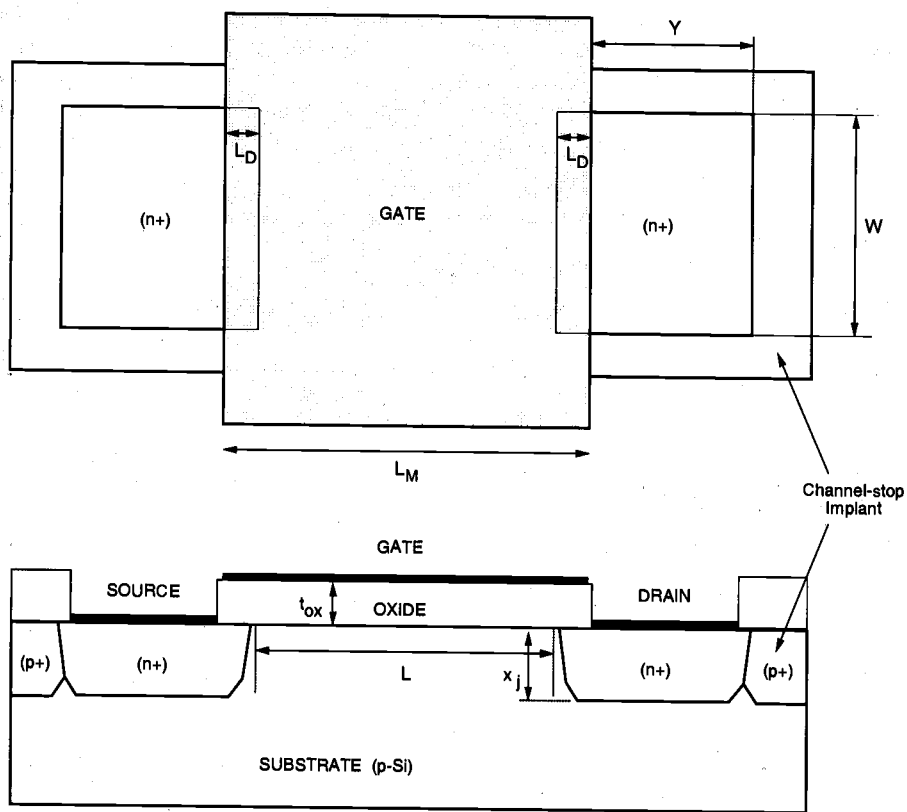 Y
L_D
L_D
(n+)
GATE
(n+)
W
L_M
Channel-stop
Implant
GATE
SOURCE
t_ox
OXIDE
DRAIN
(p+)
(n+)
L
x_j
(n+)
(p+)
SUBSTRATE (p-Si)